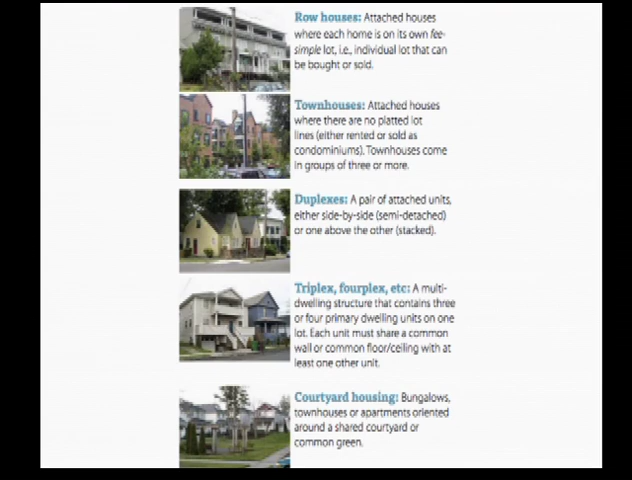 Row houses: Attached houses
where each home is on its own fee-
simple lot, i.e., individual lot that can
be bought or sold.
Townhouses: Attached houses
where there are no platted lot
lines (either rented or sold as
condominiums). Townhouses come
in groups of three or more.
Duplexes: A pair of attached units,
either side-by-side (semi-detached)
or one above the other (stacked).
Triplex, fourplex, etc: A multi-
dwelling structure that contains three
or four primary dwelling units on one
lot. Each unit must share a common
wall or common floor/ceiling with at
least one other unit.
Courtyard housing: Bungalows,
townhouses or apartments oriented
around a shared courtyard or
common green.